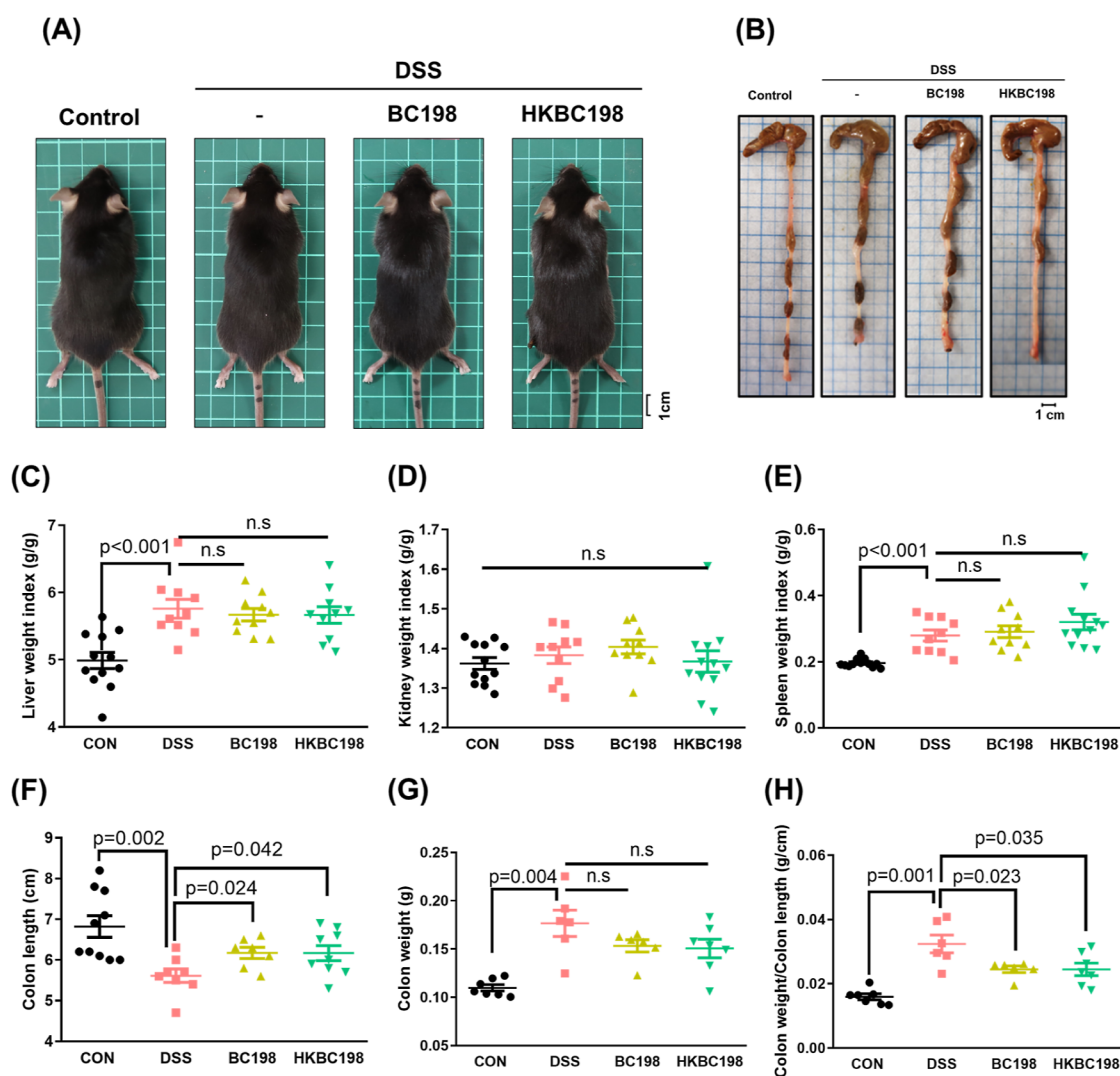 (A)
DSS
Control
-
BC198
HKBC198
1cm
(B)
DSS
Control
-
BC198
HKBC198
1 cm
(C)
Liver weight index (g/g)
7
6
5
4
p<0.001
n.s
n.s
CON
DSS
BC198
HKBC198
(D)
Kidney weight index (g/g)
1.7
1.6
1.5
1.4
1.3
1.2
n.s
CON
DSS
BC198
HKBC198
(E)
Spleen weight index (g/g)
0.6
0.4
0.2
0.0
p<0.001
n.s
n.s
CON
DSS
BC198
HKBC198
(F)
Colon length (cm)
9
8
7
6
5
4
p=0.002
p=0.042
p=0.024
CON
DSS
BC198
HKBC198
(G)
Colon weight (g)
0.25
0.20
0.15
0.10
0.05
p=0.004
n.s
n.s
CON
DSS
BC198
HKBC198
(H)
Colon weight/Colon length (g/cm)
0.06
0.04
0.02
0.00
p=0.035
p=0.001
p=0.023
CON
DSS
BC198
HKBC198